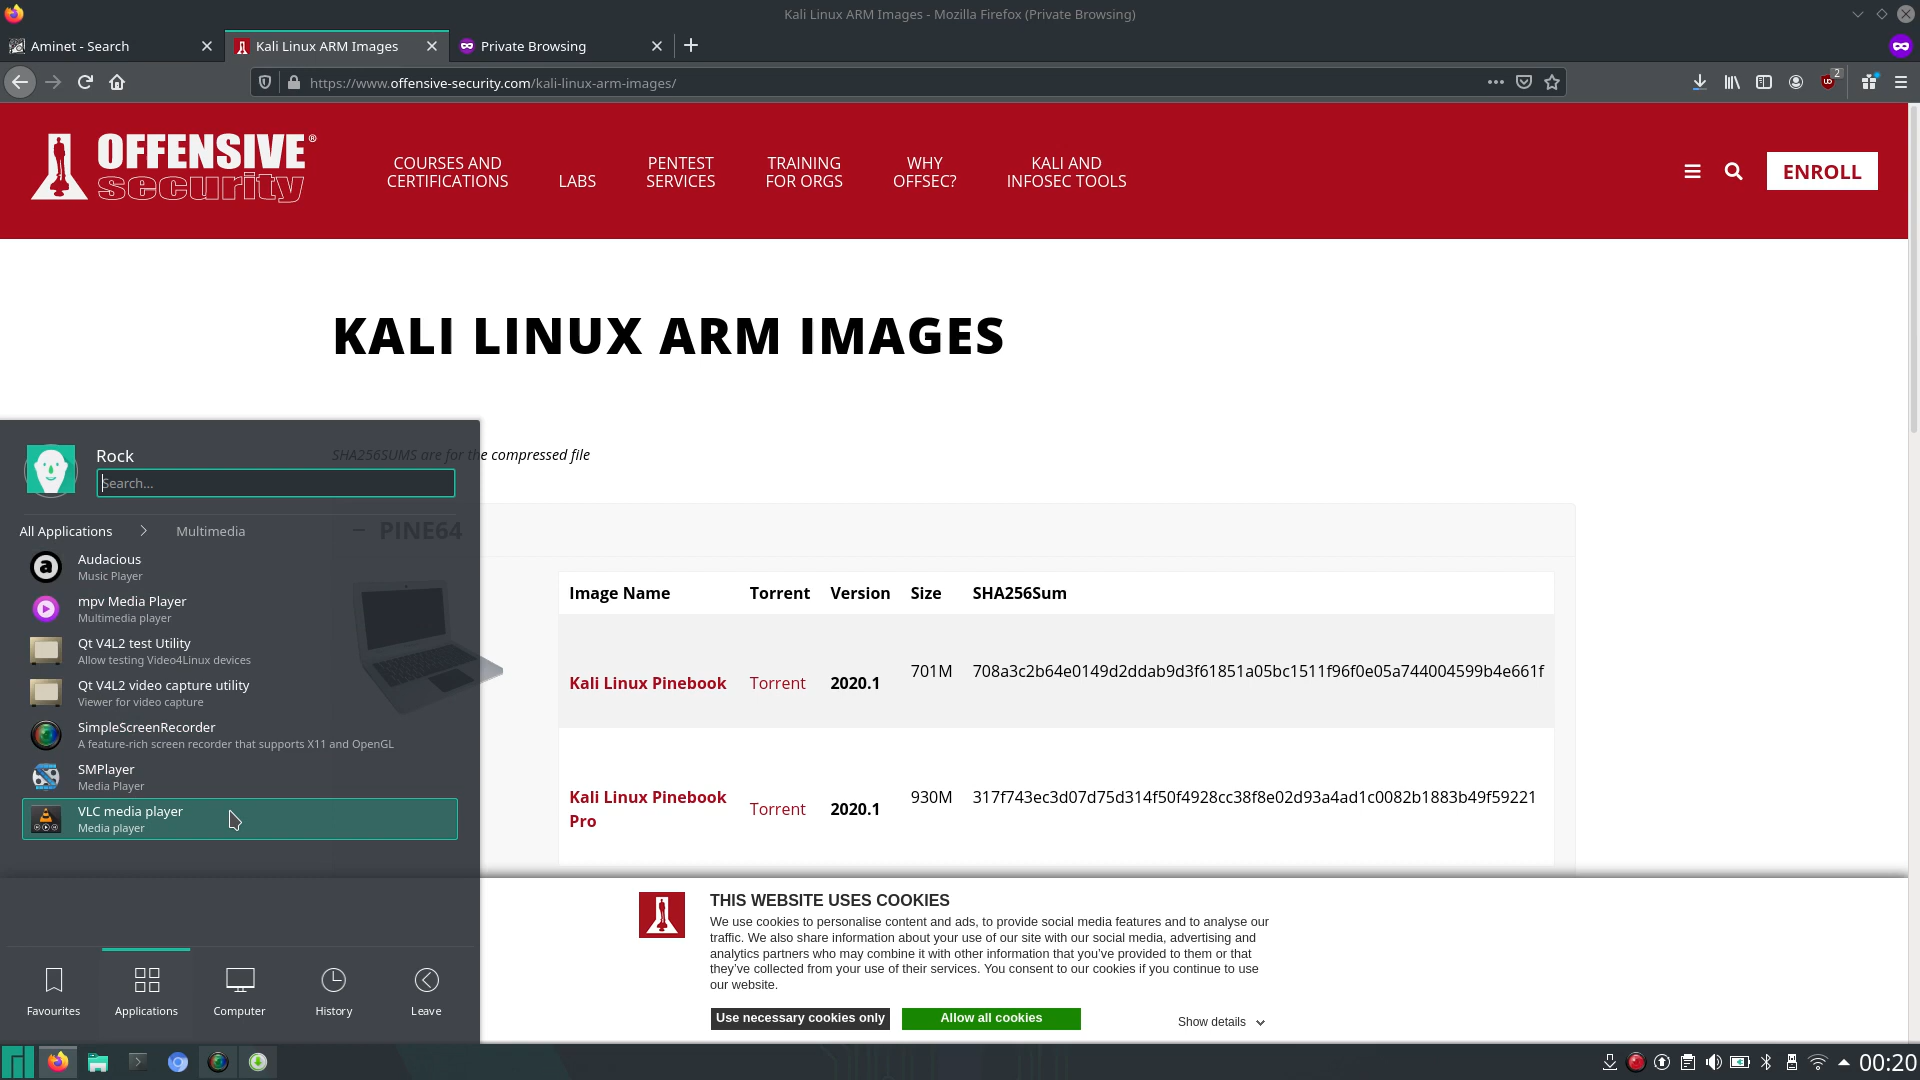 Kali Linux ARM Images - Mozilla Firefox (Private Browsing)
Aminet - Search
Kali Linux ARM Images
Private Browsing
https://www.offensive-security.com/kali-linux-arm-images/
2
OFFENSIVE®
security
COURSES AND
CERTIFICATIONS
LABS
PENTEST
SERVICES
TRAINING
FOR ORGS
WHY
OFFSEC?
KALI AND
INFOSEC TOOLS
ENROLL
KALI LINUX ARM IMAGES
SHA256SUMS are for the compressed file
PINE64
Image Name Torrent Version Size SHA256Sum
Kali Linux Pinebook Torrent 2020.1 701M 708a3c2b64e0149d2ddab9d3f61851a05bc1511f96f0e05a744004599b4e661f
Kali Linux Pinebook
Pro
Torrent 2020.1 930M 317f743ec3d07d75d314f50f4928cc38f8e02d93a4ad1c0082b1883b49f59221
Rock
Search...
All Applications
Multimedia
Audacious
Music Player
mpv Media Player
Multimedia player
Qt V4L2 test Utility
Allow testing Video4Linux devices
Qt V4L2 video capture utility
Viewer for video capture
SimpleScreenRecorder
A feature-rich screen recorder that supports X11 and OpenGL
SMPlayer
Media Player
VLC media player
Media player
Favourites
Applications
Computer
History
Leave
THIS WEBSITE USES COOKIES
We use cookies to personalise content and ads, to provide social media features and to analyse our
traffic. We also share information about your use of our site with our social media, advertising and
analytics partners who may combine it with other information that you've provided to them or that
they've collected from your use of their services. You consent to our cookies if you continue to use
our website.
Use necessary cookies only
Allow all cookies
Show details
00:20